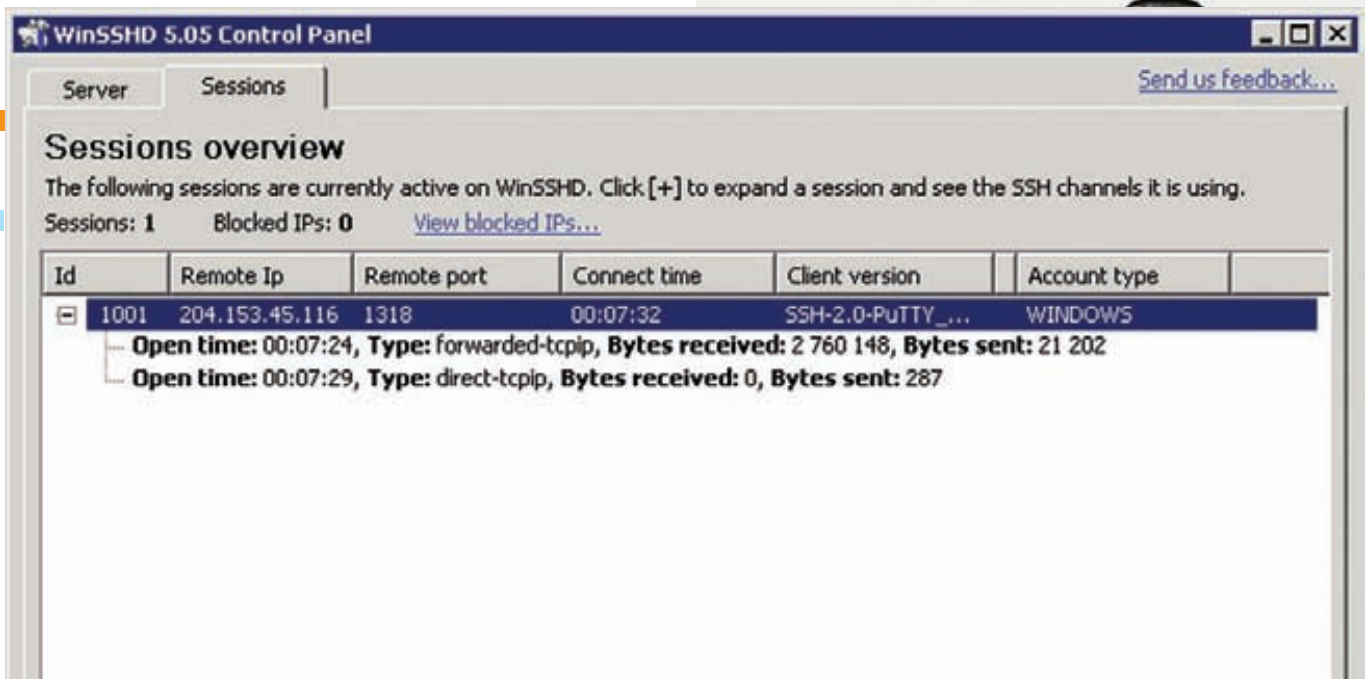 WinSSHD 5.05 Control Panel
Server Sessions Send us feedback...
Sessions overview
The following sessions are currently active on WinSSHD. Click [+] to expand a session and see the SSH channels it is using.
Sessions: 1 Blocked IPs: 0 View blocked IPs...
Id Remote Ip Remote port Connect time Client version Account type
1001 204.153.45.116 1318 00:07:32 SSH-2.0-PuTTY_... WINDOWS
Open time: 00:07:24, Type: forwarded-tcpip, Bytes received: 2 760 148, Bytes sent: 21 202
Open time: 00:07:29, Type: direct-tcpip, Bytes received: 0, Bytes sent: 287